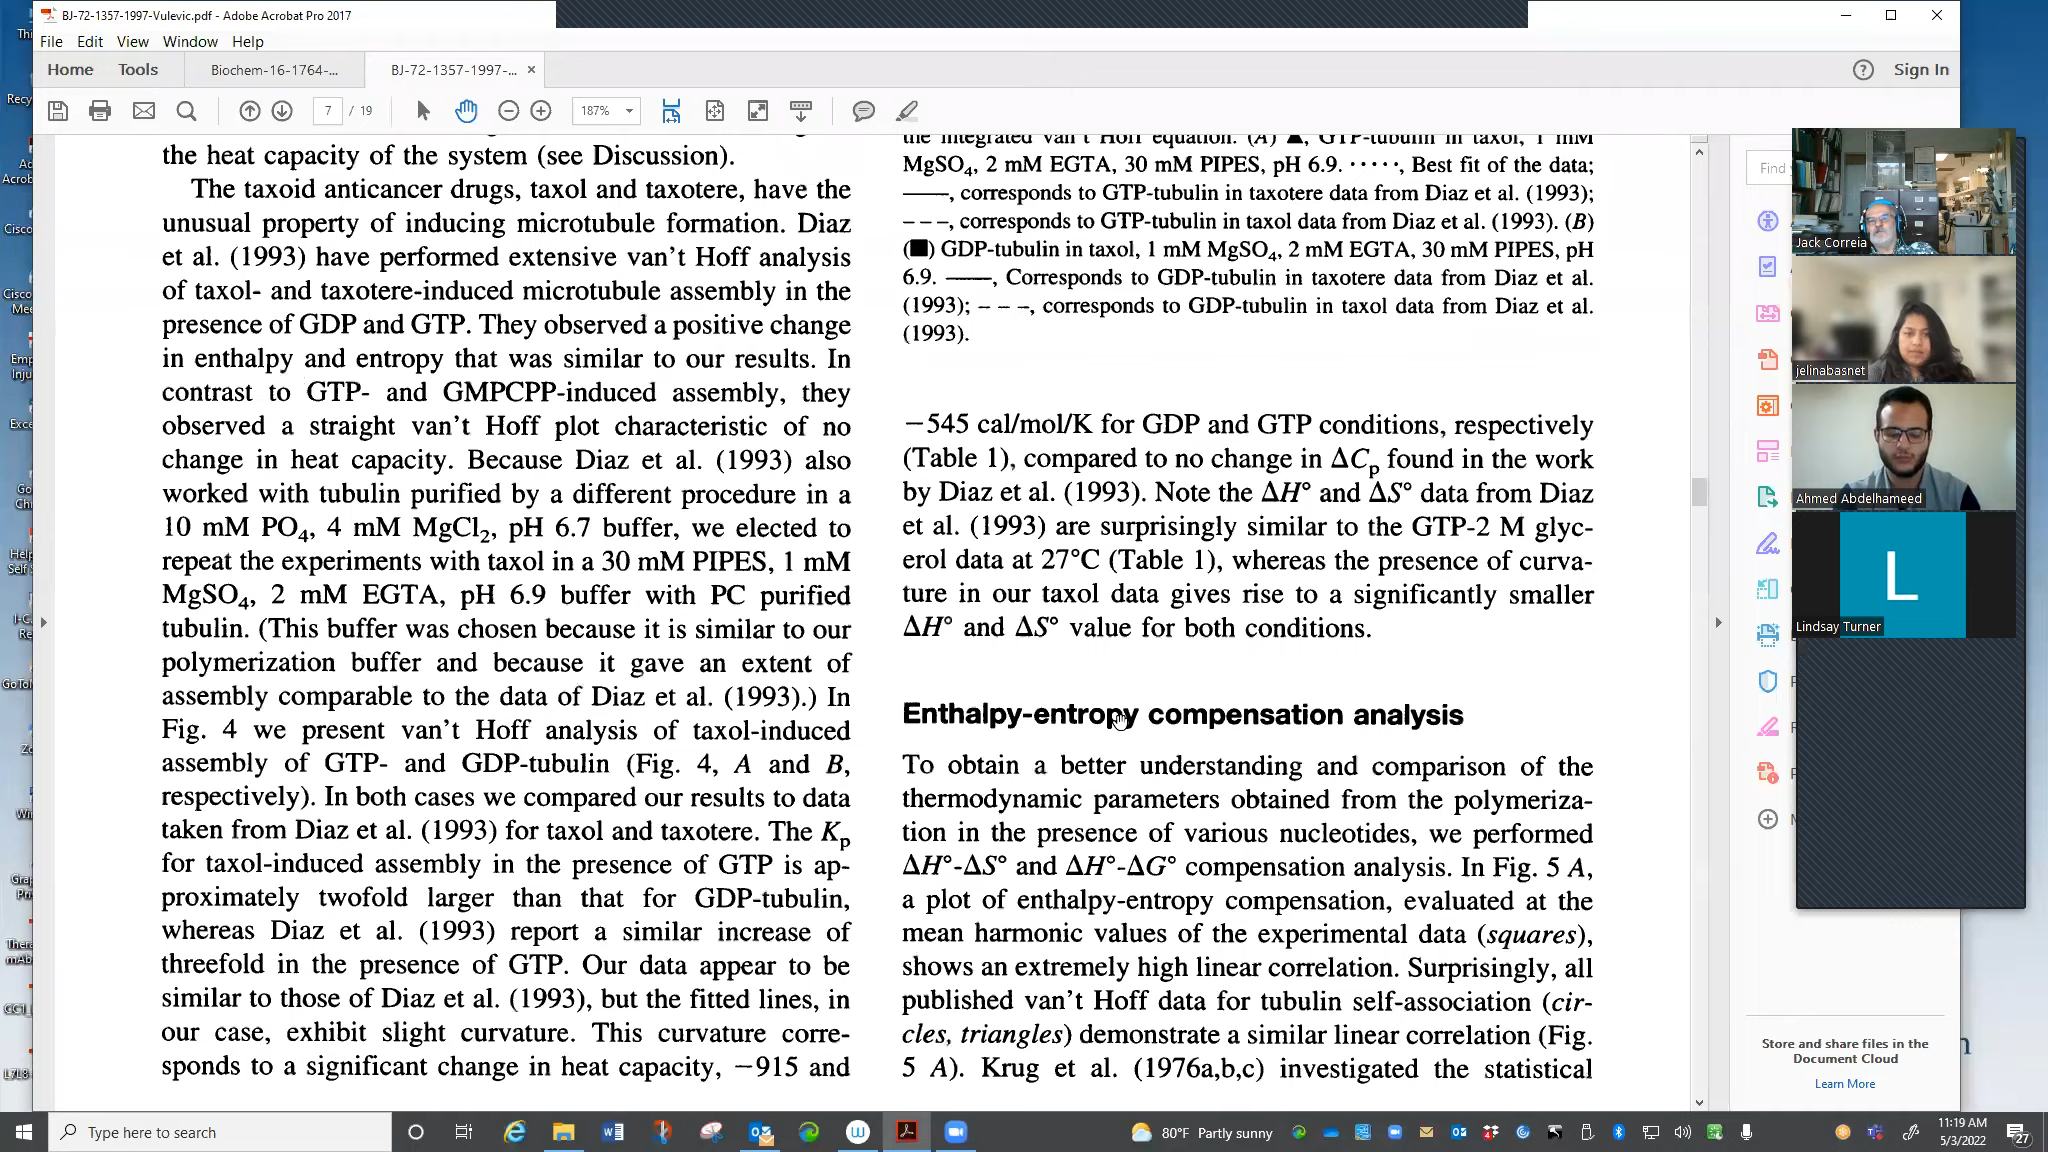 BJ-72-1357-1997-Vulevic.pdf - Adobe Acrobat Pro 2017
File Edit View Window Help
Home Tools Biochem-16-1764-... BJ-72-1357-1997-... ×
Sign In
7 / 19 187%
the heat capacity of the system (see Discussion).
The taxoid anticancer drugs, taxol and taxotere, have the
unusual property of inducing microtubule formation. Diaz
et al. (1993) have performed extensive van't Hoff analysis
of taxol- and taxotere-induced microtubule assembly in the
presence of GDP and GTP. They observed a positive change
in enthalpy and entropy that was similar to our results. In
contrast to GTP- and GMPCPP-induced assembly, they
observed a straight van't Hoff plot characteristic of no
change in heat capacity. Because Diaz et al. (1993) also
worked with tubulin purified by a different procedure in a
10 mM PO₄, 4 mM MgCl₂, pH 6.7 buffer, we elected to
repeat the experiments with taxol in a 30 mM PIPES, 1 mM
MgSO₄, 2 mM EGTA, pH 6.9 buffer with PC purified
tubulin. (This buffer was chosen because it is similar to our
polymerization buffer and because it gave an extent of
assembly comparable to the data of Diaz et al. (1993).) In
Fig. 4 we present van't Hoff analysis of taxol-induced
assembly of GTP- and GDP-tubulin (Fig. 4, A and B,
respectively). In both cases we compared our results to data
taken from Diaz et al. (1993) for taxol and taxotere. The Kp
for taxol-induced assembly in the presence of GTP is ap-
proximately twofold larger than that for GDP-tubulin,
whereas Diaz et al. (1993) report a similar increase of
threefold in the presence of GTP. Our data appear to be
similar to those of Diaz et al. (1993), but the fitted lines, in
our case, exhibit slight curvature. This curvature corre-
sponds to a significant change in heat capacity, −915 and
the integrated van't Hoff equation. (A) ▲, GTP-tubulin in taxol, 1 mM
MgSO₄, 2 mM EGTA, 30 mM PIPES, pH 6.9. ·····, Best fit of the data;
——, corresponds to GTP-tubulin in taxotere data from Diaz et al. (1993);
– – –, corresponds to GTP-tubulin in taxol data from Diaz et al. (1993). (B)
(■) GDP-tubulin in taxol, 1 mM MgSO₄, 2 mM EGTA, 30 mM PIPES, pH
6.9. ——, Corresponds to GDP-tubulin in taxotere data from Diaz et al.
(1993); – – –, corresponds to GDP-tubulin in taxol data from Diaz et al.
(1993).
−545 cal/mol/K for GDP and GTP conditions, respectively
(Table 1), compared to no change in ΔCp found in the work
by Diaz et al. (1993). Note the ΔH° and ΔS° data from Diaz
et al. (1993) are surprisingly similar to the GTP-2 M glyc-
erol data at 27°C (Table 1), whereas the presence of curva-
ture in our taxol data gives rise to a significantly smaller
ΔH° and ΔS° value for both conditions.
Enthalpy-entropy compensation analysis
To obtain a better understanding and comparison of the
thermodynamic parameters obtained from the polymeriza-
tion in the presence of various nucleotides, we performed
ΔH°-ΔS° and ΔH°-ΔG° compensation analysis. In Fig. 5 A,
a plot of enthalpy-entropy compensation, evaluated at the
mean harmonic values of the experimental data (squares),
shows an extremely high linear correlation. Surprisingly, all
published van't Hoff data for tubulin self-association (cir-
cles, triangles) demonstrate a similar linear correlation (Fig.
5 A). Krug et al. (1976a,b,c) investigated the statistical
Find
Jack Correia
jelinabasnet
Ahmed Abdelhameed
L
Lindsay Turner
Store and share files in the
Document Cloud
Learn More
Type here to search
80°F Partly sunny
11:19 AM
5/3/2022
27